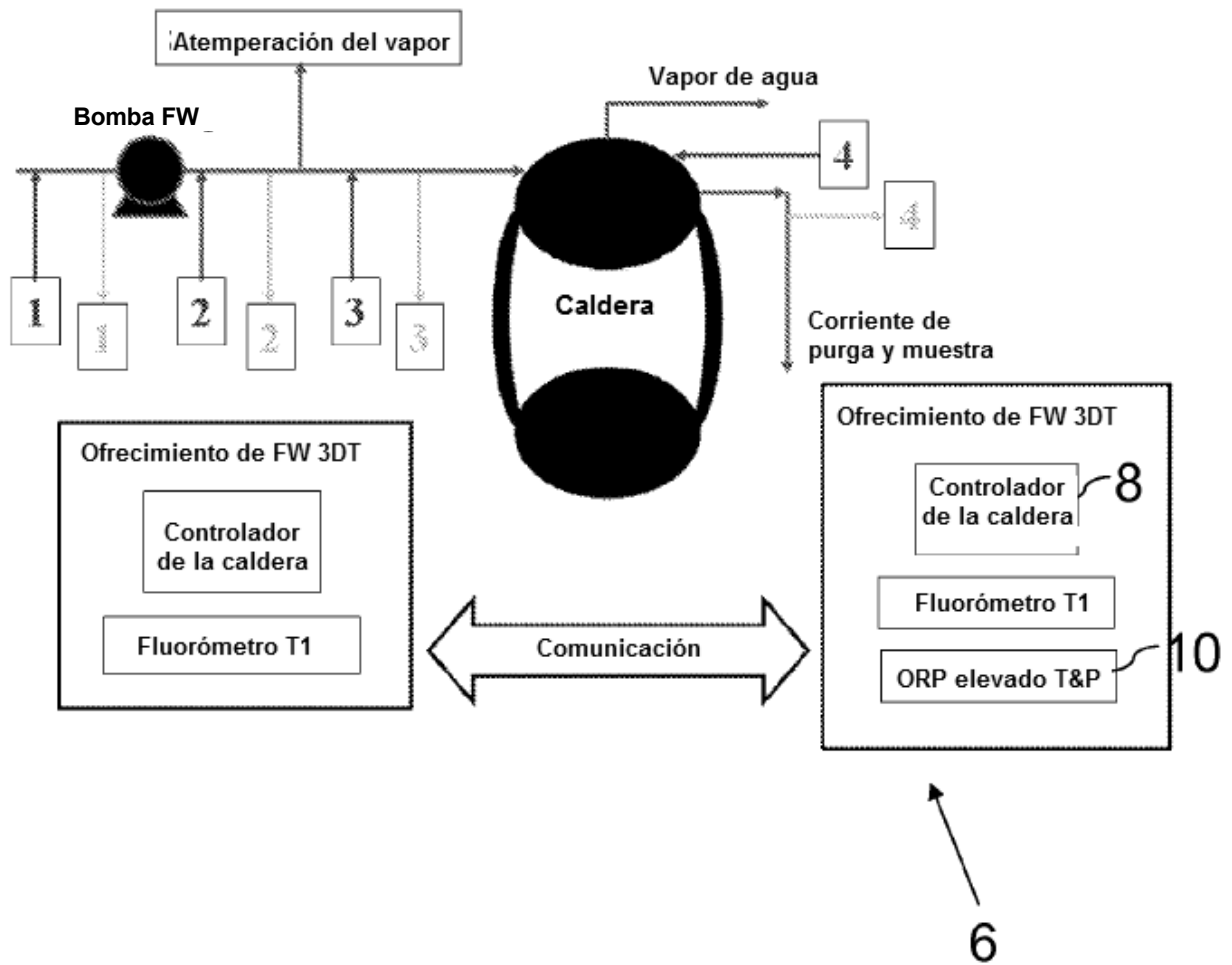 Atemperación del vapor
Vapor de agua
Bomba FW
4
4
1
1
2
2
3
3
Caldera
Corriente de
purga y muestra
Ofrecimiento de FW 3DT
Controlador
de la caldera
Fluorómetro T1
Comunicación
Ofrecimiento de FW 3DT
Controlador
de la caldera
8
Fluorómetro T1
ORP elevado T&P
10
6